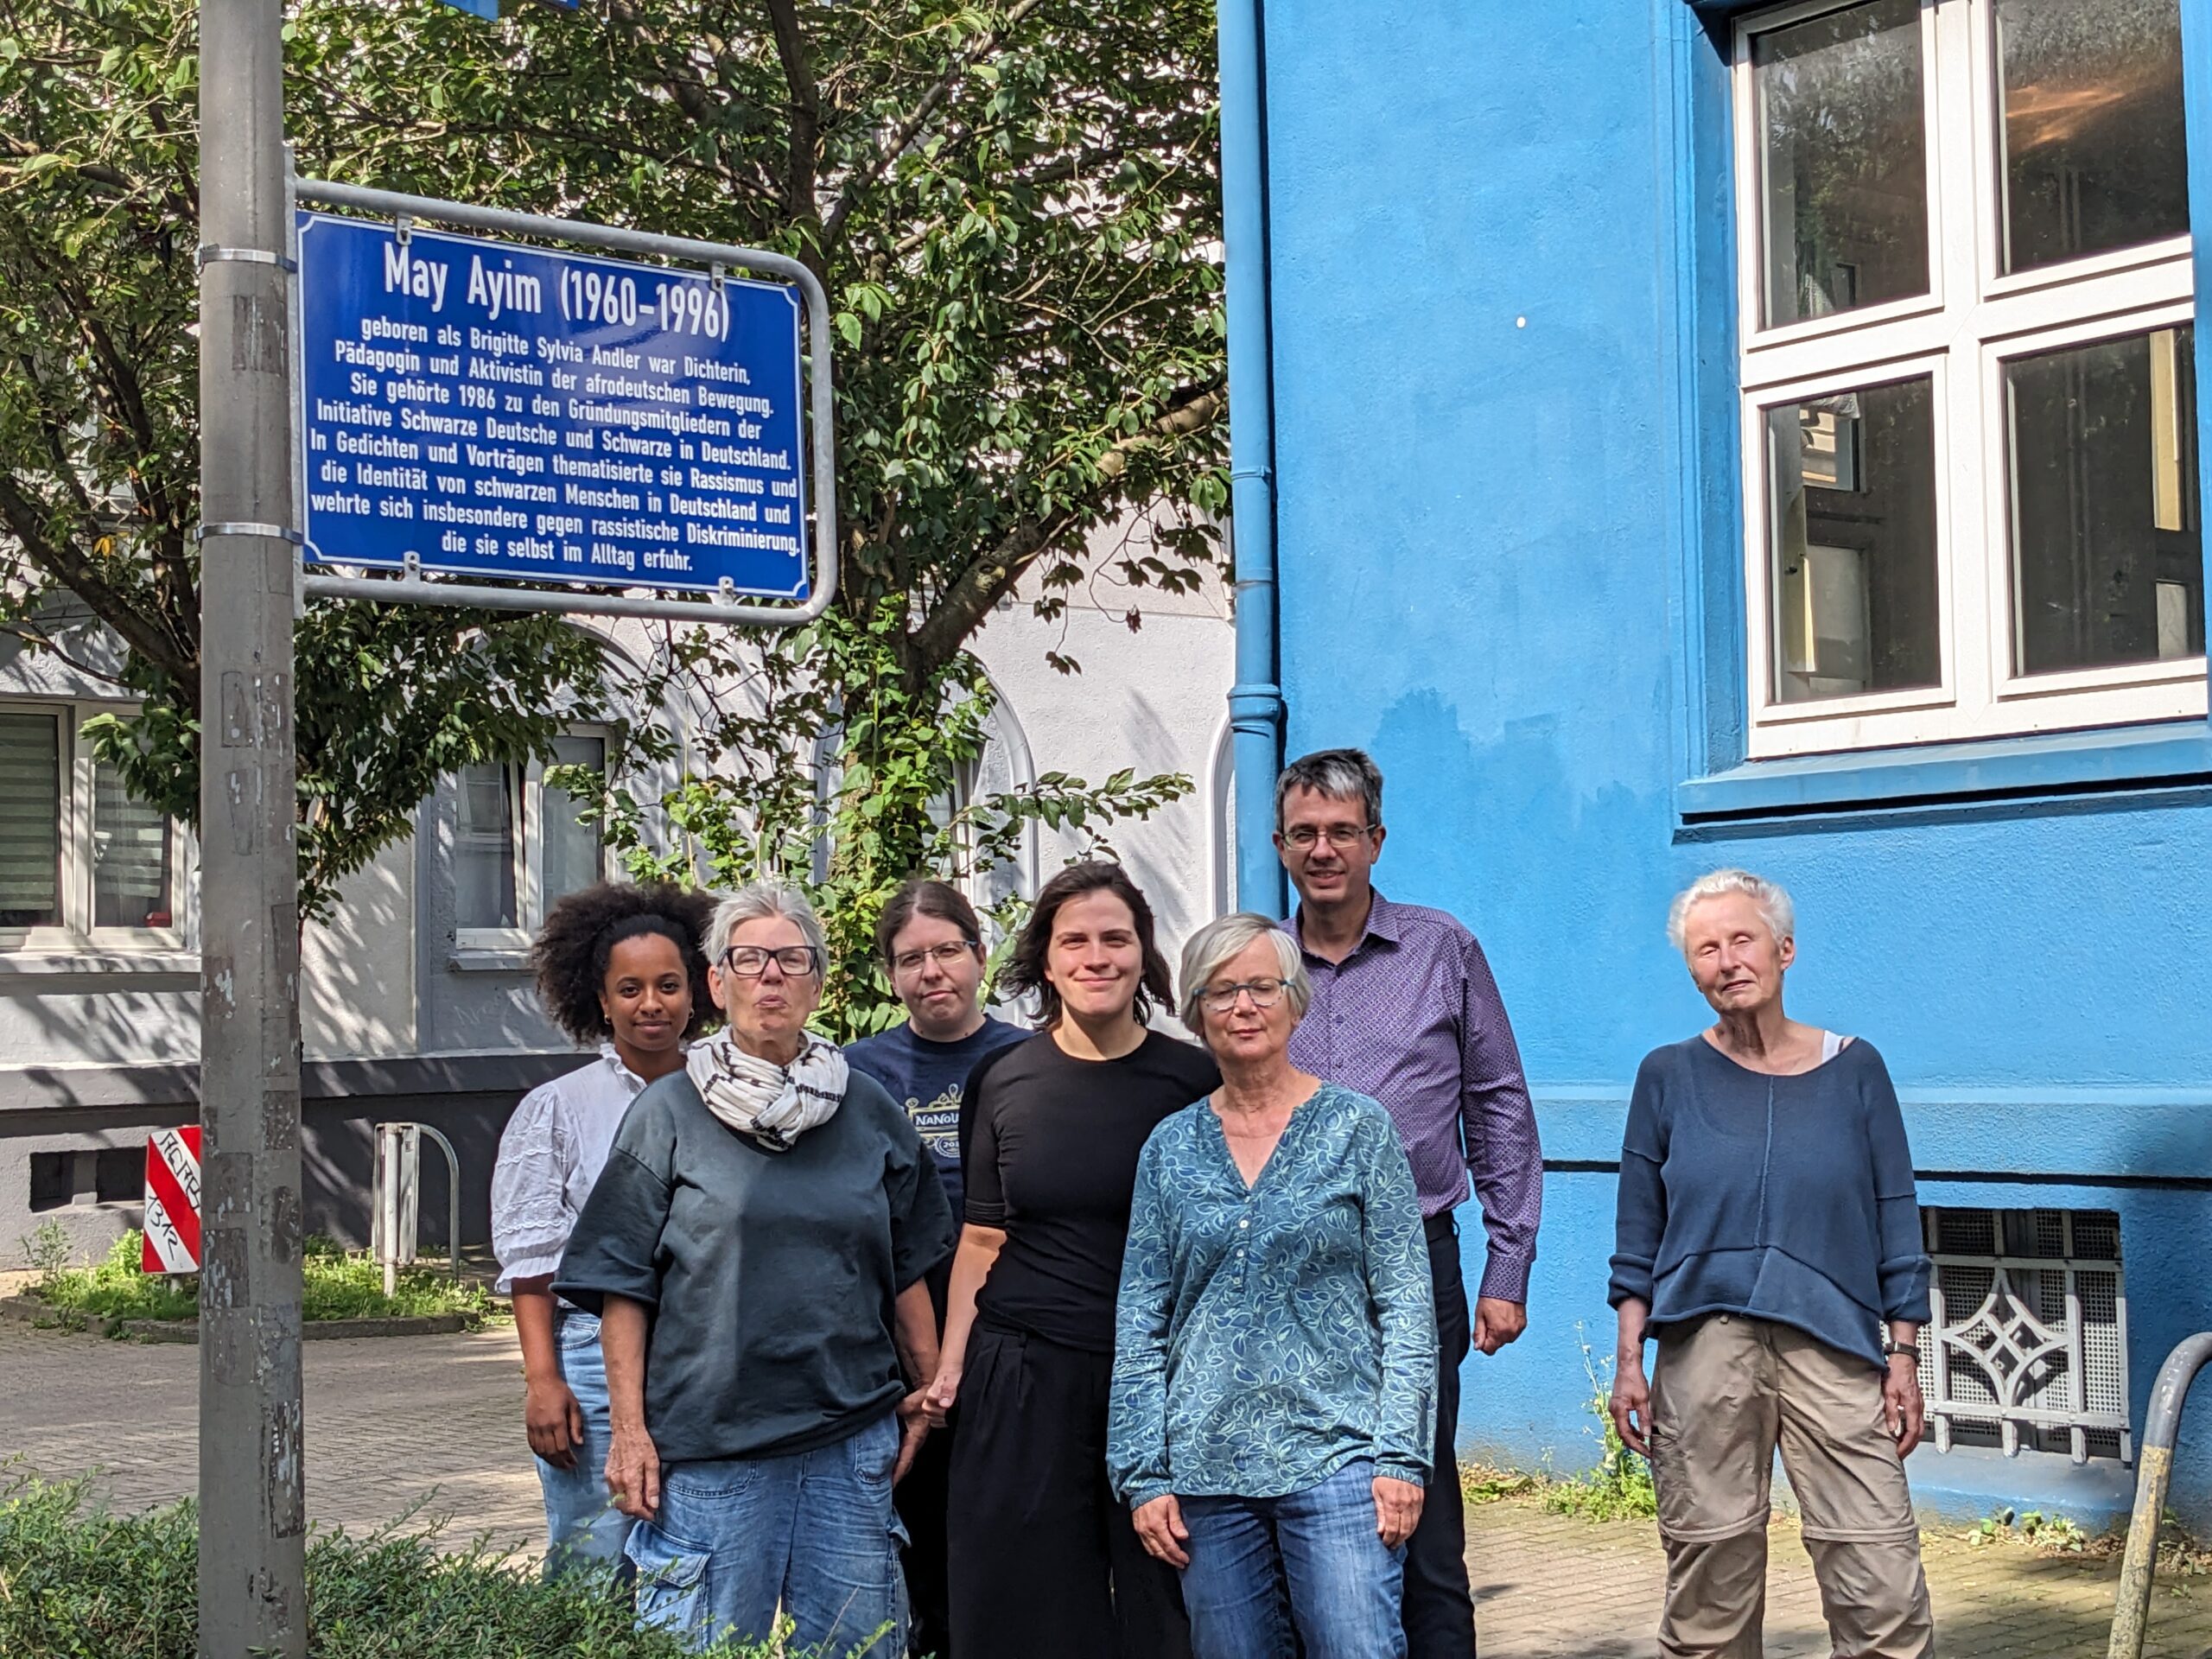 May Ayim (1960-1996)
geboren als Brigitte Sylvia Andler war Dichterin,
Pädagogin und Aktivistin der afrodeutschen Bewegung.
Sie gehörte 1986 zu den Gründungsmitgliedern der
Initiative Schwarze Deutsche und Schwarze in Deutschland.
In Gedichten und Vorträgen thematisierte sie Rassismus und
die Identität von schwarzen Menschen in Deutschland und
wehrte sich insbesondere gegen rassistische Diskriminierung,
die sie selbst im Alltag erfuhr.
1312